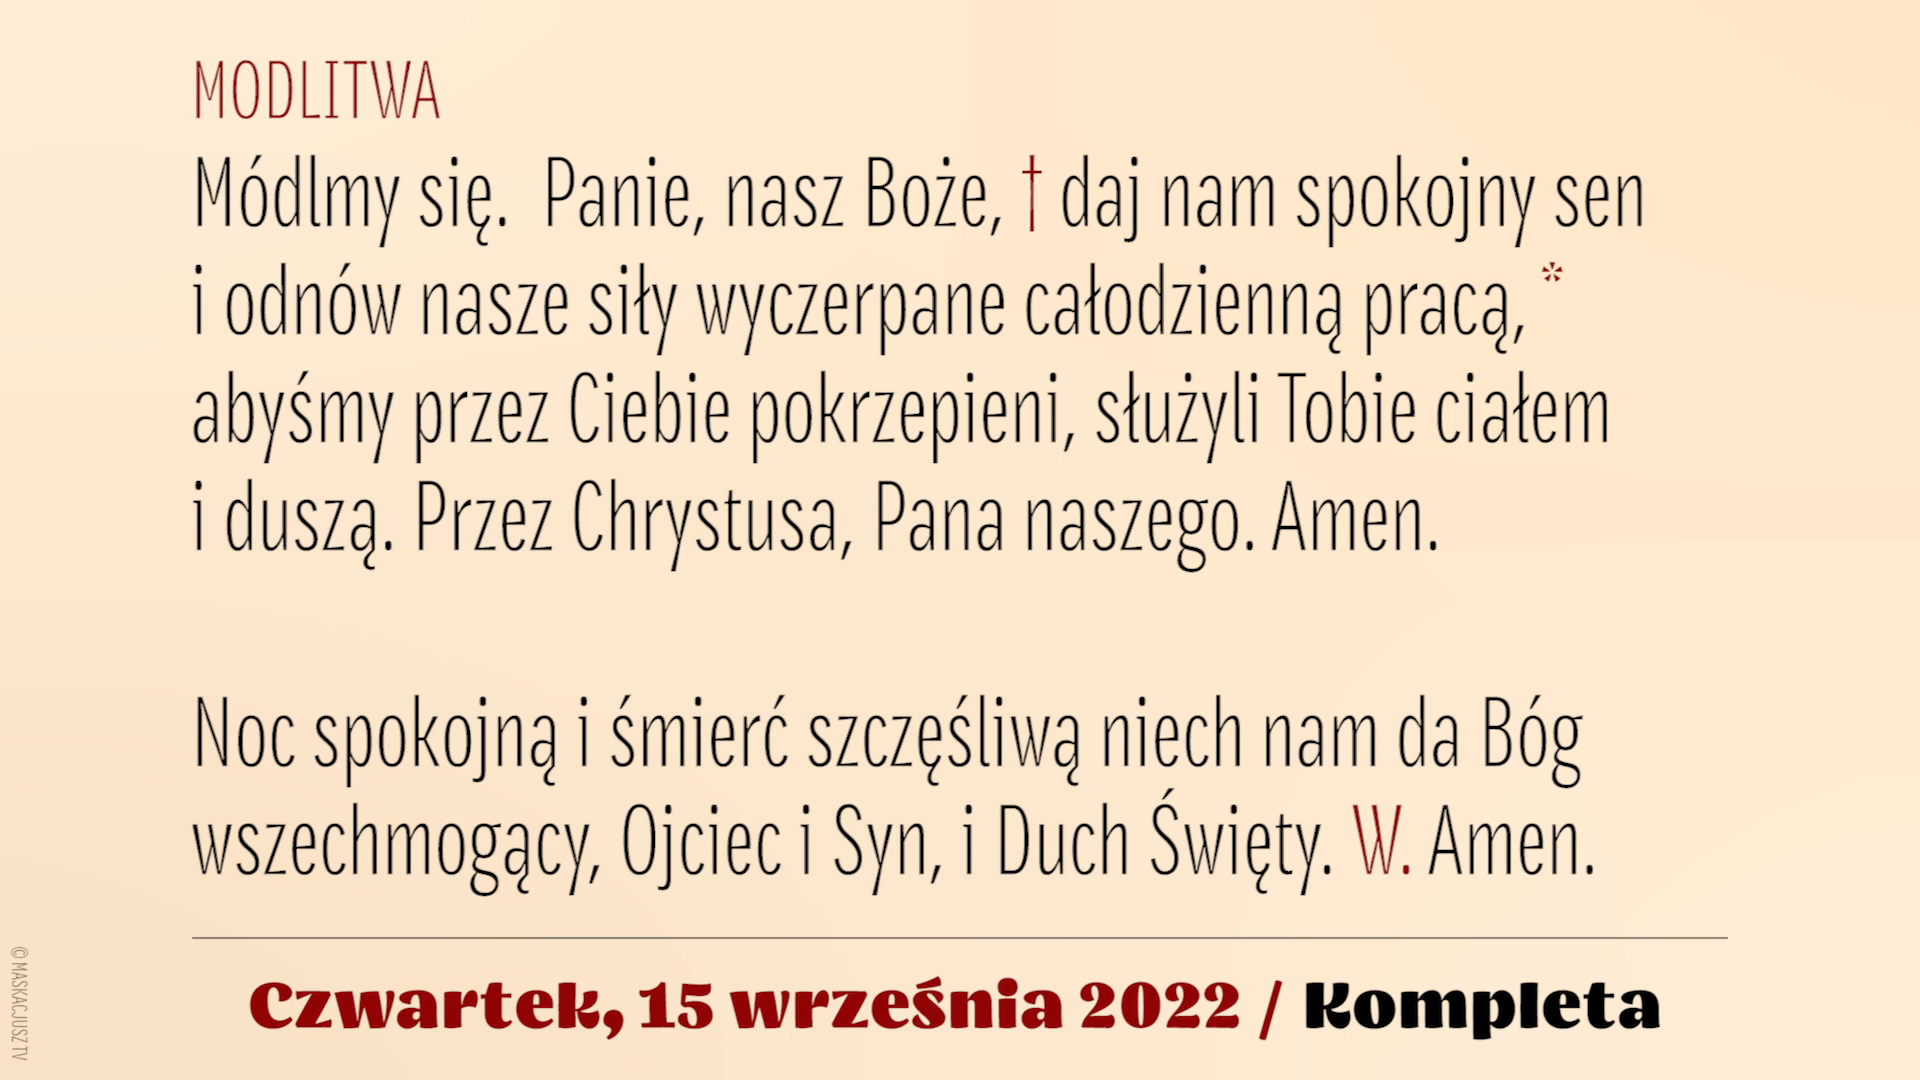 MODLITWA
Módlmy się. Panie, nasz Boże, † daj nam spokojny sen
i odnów nasze siły wyczerpane całodzienną pracą, *
abyśmy przez Ciebie pokrzepieni, służyli Tobie ciałem
i duszą. Przez Chrystusa, Pana naszego. Amen.
Noc spokojną i śmierć szczęśliwą niech nam da Bóg
wszechmogący, Ojciec i Syn, i Duch Święty. W. Amen.
Czwartek, 15 września 2022 / Kompleta
© MASKACJUSZ TV